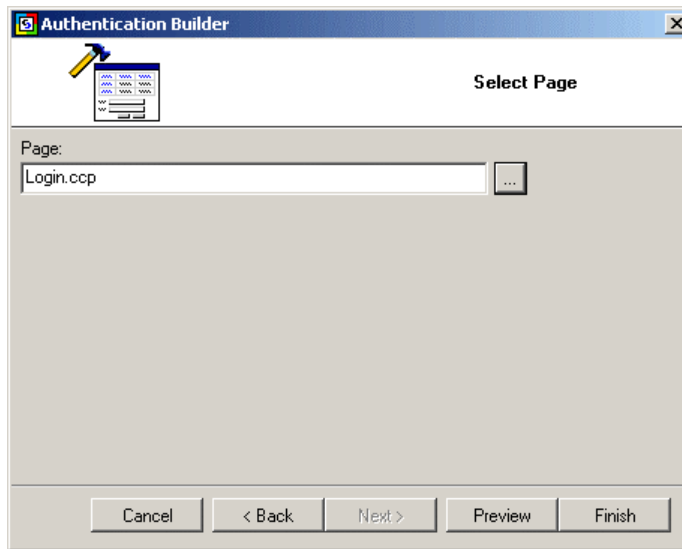 Authentication Builder
Select Page
Page:
Login.ccp
...
Cancel
< Back
Next >
Preview
Finish